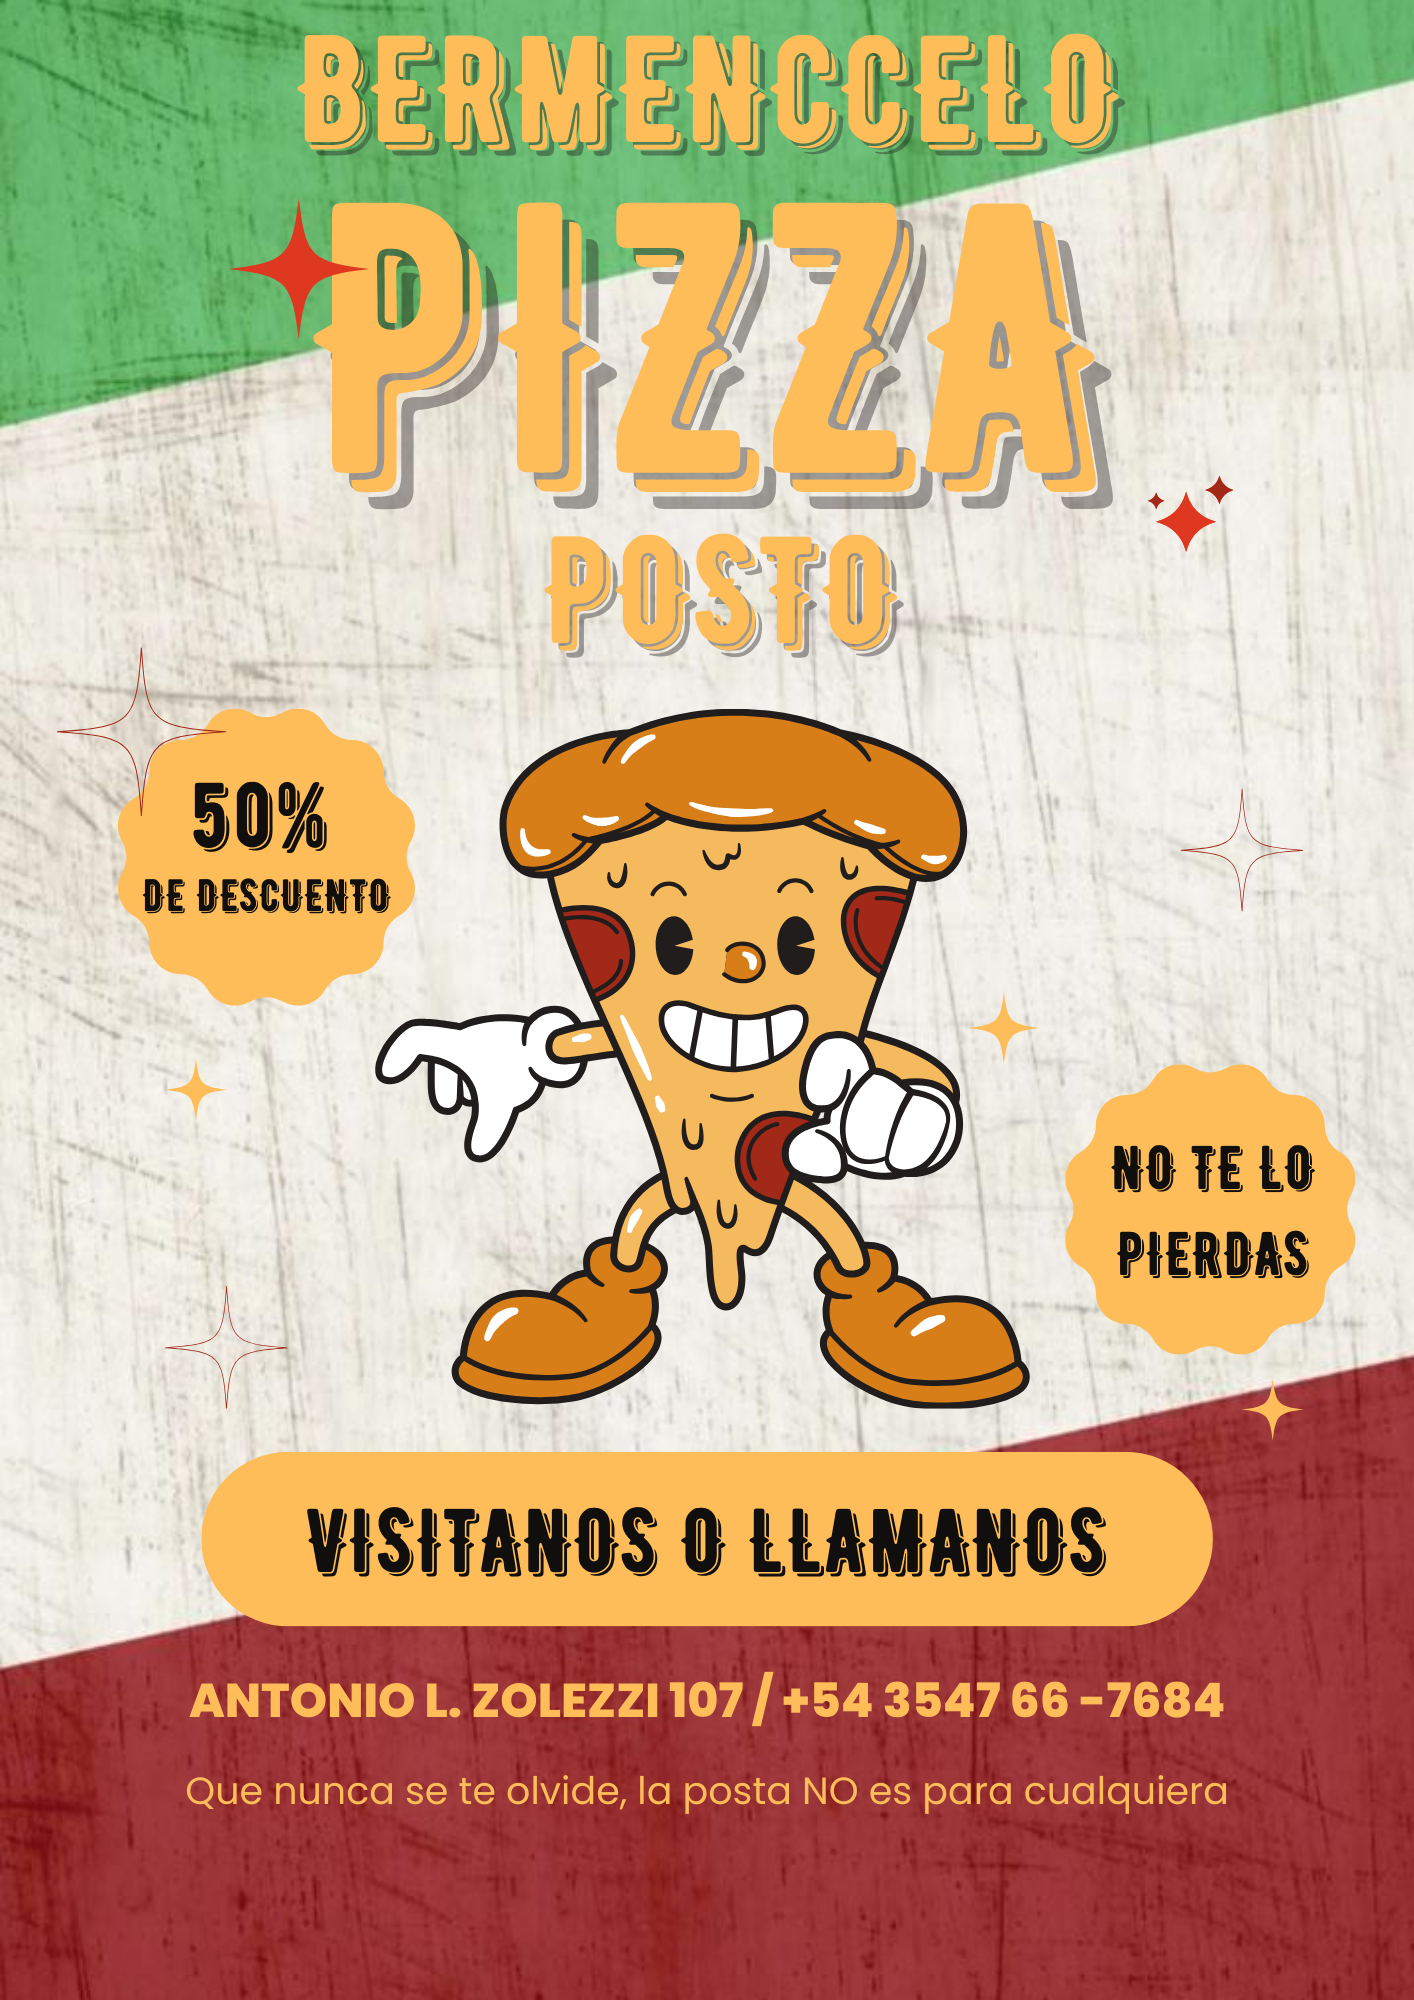 BERMENCCELO
PIZZA
POSTO
50%
DE DESCUENTO
NO TE LO
PIERDAS
VISITANOS O LLAMANOS
ANTONIO L. ZOLEZZI 107 / +54 3547 66 -7684
Que nunca se te olvide, la posta NO es para cualquiera